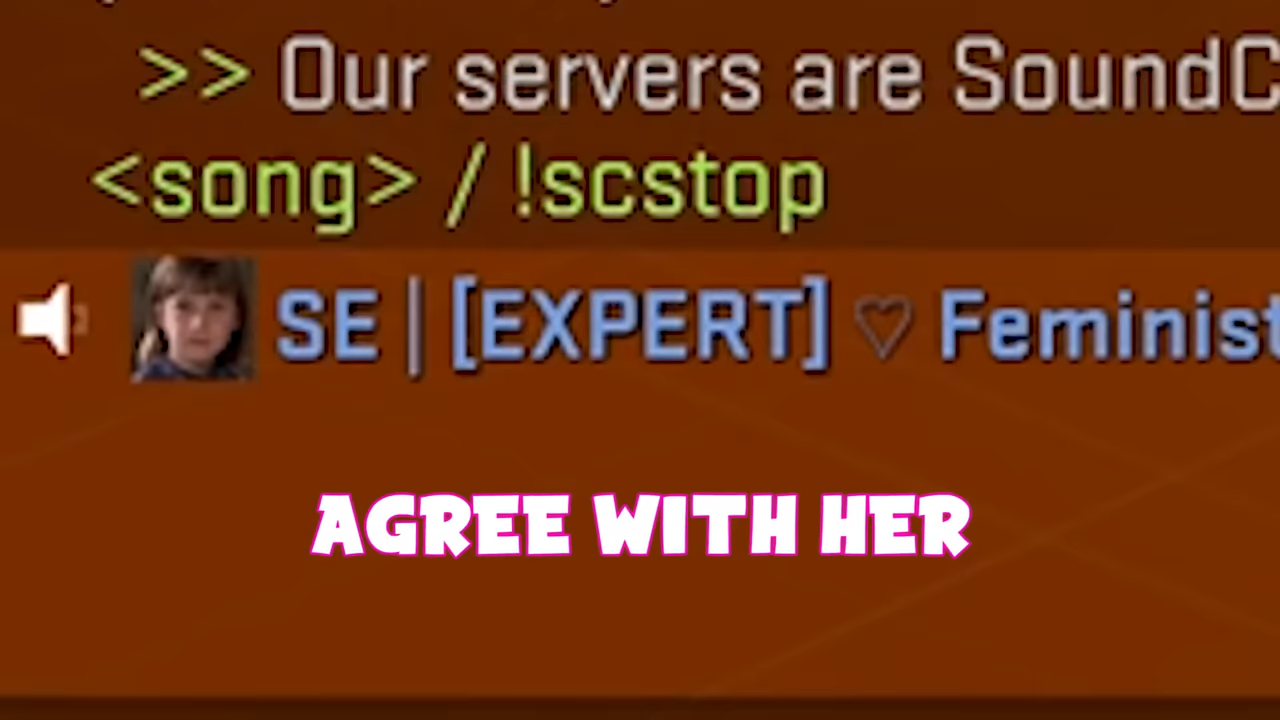 >> Our servers are SoundC
<song> / !scstop
SE | [EXPERT] ♡ Feminist
AGREE WITH HER